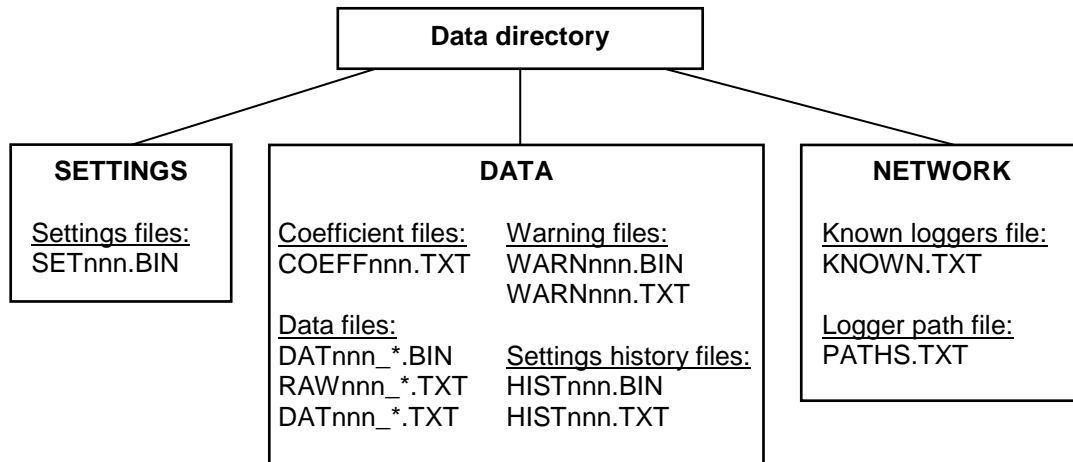 Data directory
SETTINGS
Settings files:
SETnnn.BIN
DATA
Coefficient files:
COEFFnnn.TXT
Data files:
DATnnn_*.BIN
RAWnnn_*.TXT
DATnnn_*.TXT
Warning files:
WARNnnn.BIN
WARNnnn.TXT
Settings history files:
HISTnnn.BIN
HISTnnn.TXT
NETWORK
Known loggers file:
KNOWN.TXT
Logger path file:
PATHS.TXT